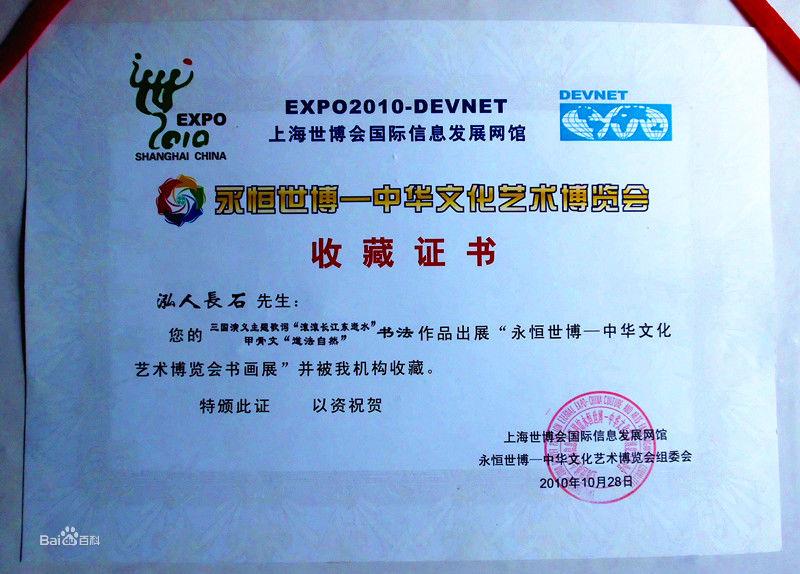 EXPO
2010
SHANGHAI CHINA
EXPO2010-DEVNET
上海世博会国际信息发展网馆
DEVNET
永恒世博—中华文化艺术博览会
收藏证书
泓人長石 先生：
您的 三国演义主题歌词“滚滚长江东逝水” 书法作品出展“永恒世博—中华文化
甲骨文“道法自然”
艺术博览会书画展”并被我机构收藏。
特颁此证 以资祝贺
上海世博会国际信息发展网馆
永恒世博—中华文化艺术博览会组委会
2010年10月28日
Bai百科